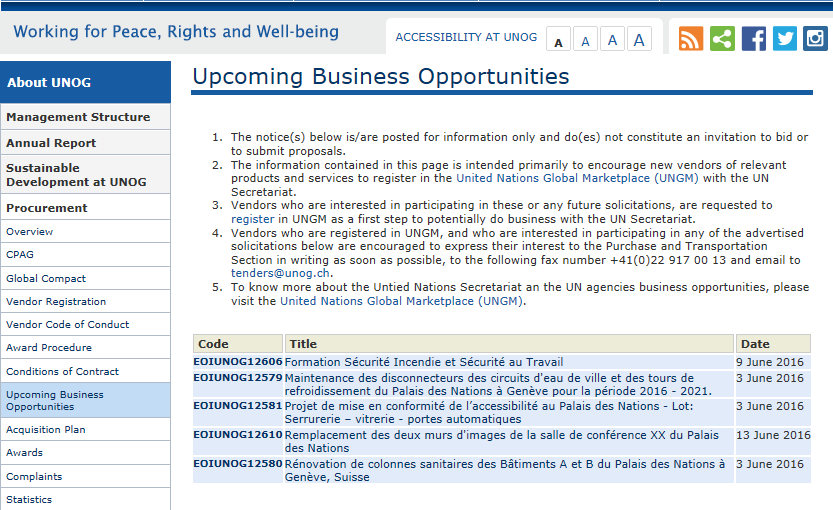 Working for Peace, Rights and Well-being
ACCESSIBILITY AT UNOG A A A A
About UNOG
Management Structure
Annual Report
Sustainable
Development at UNOG
Procurement
Overview
CPAG
Global Compact
Vendor Registration
Vendor Code of Conduct
Award Procedure
Conditions of Contract
Upcoming Business
Opportunities
Acquisition Plan
Awards
Complaints
Statistics
Upcoming Business Opportunities
1. The notice(s) below is/are posted for information only and do(es) not constitute an invitation to bid or
to submit proposals.
2. The information contained in this page is intended primarily to encourage new vendors of relevant
products and services to register in the United Nations Global Marketplace (UNGM) with the UN
Secretariat.
3. Vendors who are interested in participating in these or any future solicitations, are requested to
register in UNGM as a first step to potentially do business with the UN Secretariat.
4. Vendors who are registered in UNGM, and who are interested in participating in any of the advertised
solicitations below are encouraged to express their interest to the Purchase and Transportation
Section in writing as soon as possible, to the following fax number +41(0)22 917 00 13 and email to
tenders@unog.ch.
5. To know more about the Untied Nations Secretariat an the UN agencies business opportunities, please
visit the United Nations Global Marketplace (UNGM).
Code Title Date
EOIUNOG12606 Formation Sécurité Incendie et Sécurité au Travail 9 June 2016
EOIUNOG12579 Maintenance des disconnecteurs des circuits d'eau de ville et des tours de 3 June 2016
refroidissement du Palais des Nations à Genève pour la période 2016 - 2021.
EOIUNOG12581 Projet de mise en conformité de l’accessibilité au Palais des Nations - Lot: 3 June 2016
Serrurerie – vitrerie - portes automatiques
EOIUNOG12610 Remplacement des deux murs d'images de la salle de conférence XX du Palais 13 June 2016
des Nations
EOIUNOG12580 Rénovation de colonnes sanitaires des Bâtiments A et B du Palais des Nations à 3 June 2016
Genève, Suisse